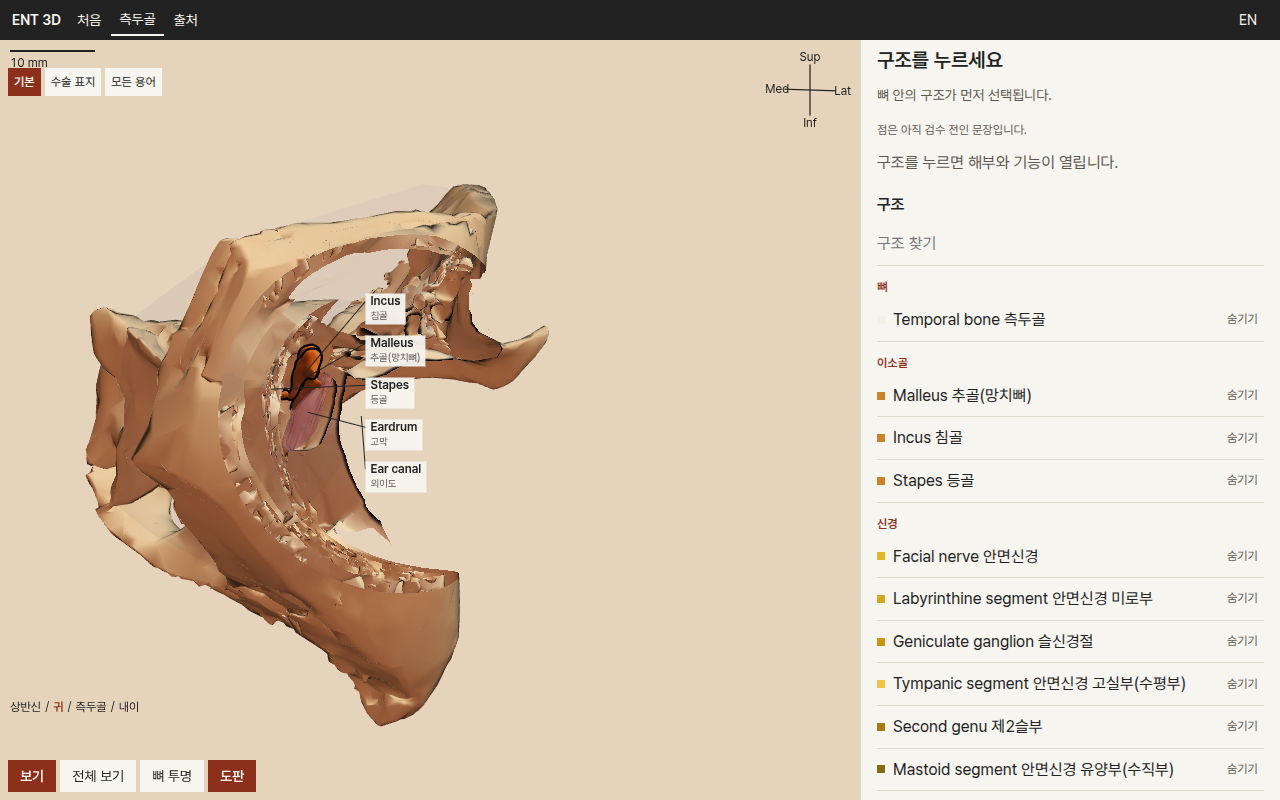 ENT 3D 처음 측두골 출처 EN
10 mm
기본 수술 표지 모든 용어
Sup
Med Lat
Inf
Incus
침골
Malleus
추골(망치뼈)
Stapes
등골
Eardrum
고막
Ear canal
외이도
상반신 / 귀 / 측두골 / 내이
보기 전체 보기 뼈 투명 도판
구조를 누르세요
뼈 안의 구조가 먼저 선택됩니다.
점은 아직 검수 전인 문장입니다.
구조를 누르면 해부와 기능이 열립니다.
구조
구조 찾기
뼈
Temporal bone 측두골 숨기기
이소골
Malleus 추골(망치뼈) 숨기기
Incus 침골 숨기기
Stapes 등골 숨기기
신경
Facial nerve 안면신경 숨기기
Labyrinthine segment 안면신경 미로부 숨기기
Geniculate ganglion 슬신경절 숨기기
Tympanic segment 안면신경 고실부(수평부) 숨기기
Second genu 제2슬부 숨기기
Mastoid segment 안면신경 유양부(수직부) 숨기기